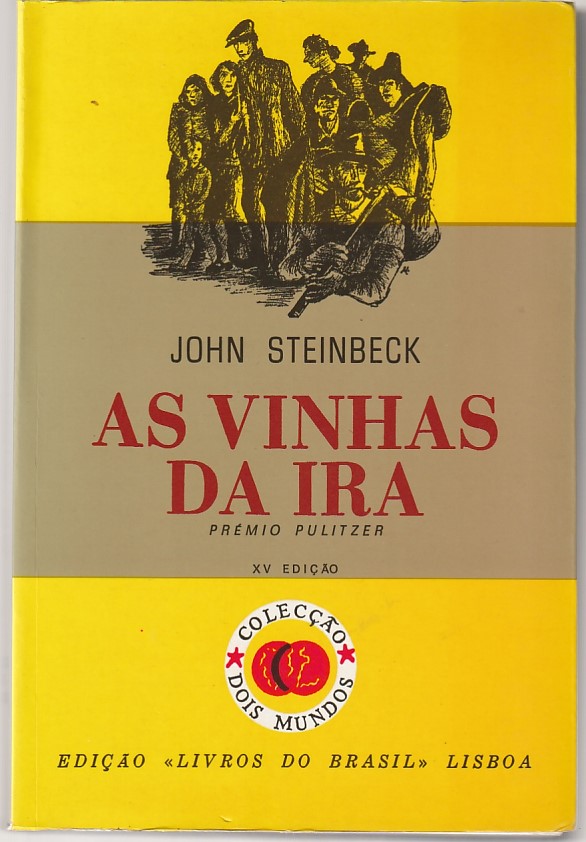 JOHN STEINBECK
AS VINHAS
DA IRA
PRÉMIO PULITZER
XV EDIÇÃO
COLECÇÃO
DOIS MUNDOS
EDIÇÃO «LIVROS DO BRASIL» LISBOA